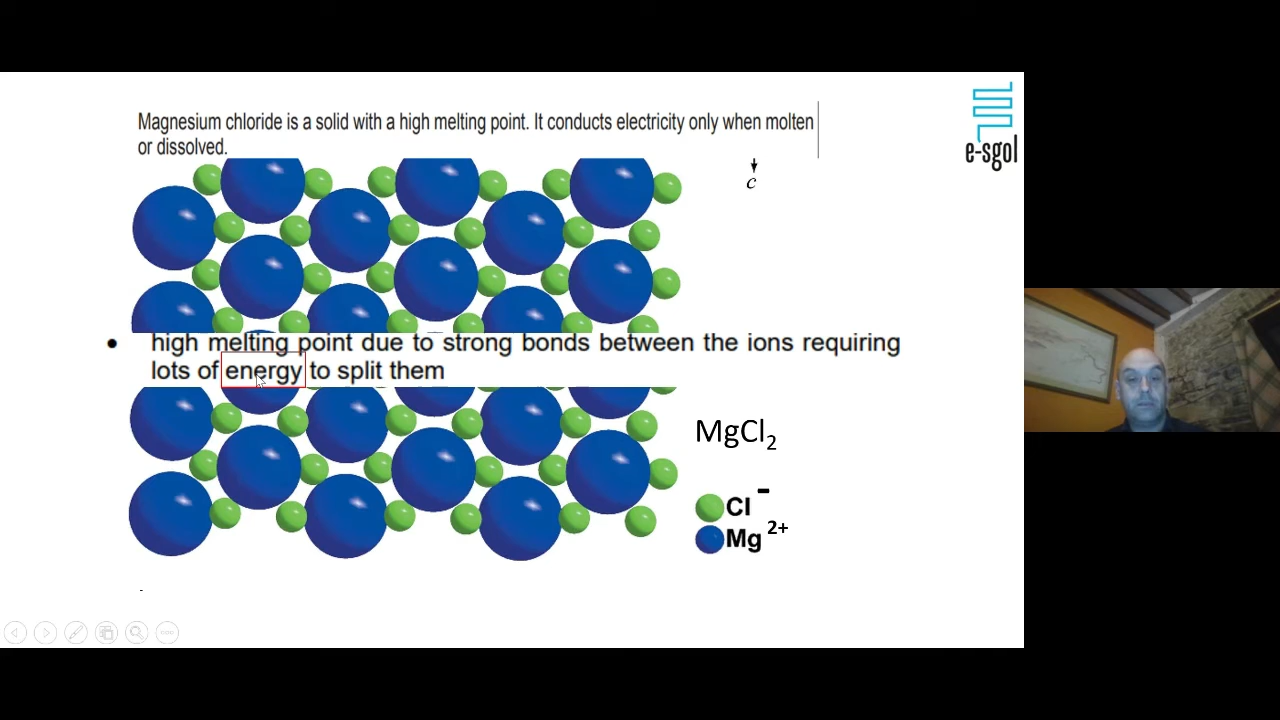 Magnesium chloride is a solid with a high melting point. It conducts electricity only when molten
or dissolved.
e-sgol
c
• high melting point due to strong bonds between the ions requiring
lots of energy to split them
MgCl₂
Cl⁻
Mg²⁺